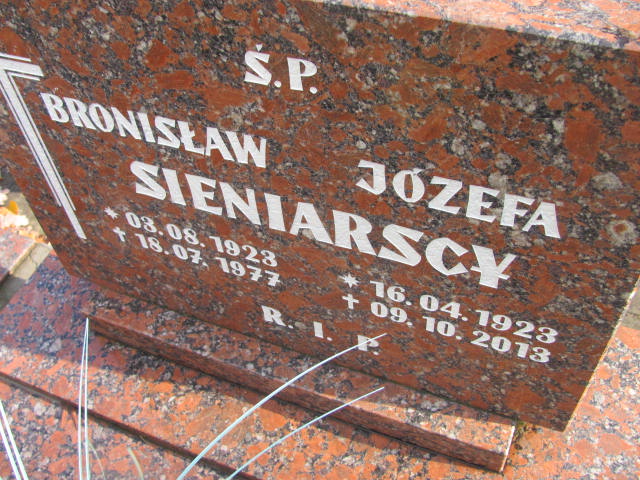 Ś.P.
BRONISŁAW JÓZEFA
SIENIARSCY
* 03.08.1923 * 16.04.1923
† 18.07.1977 † 09.10.2013
R. I. P.